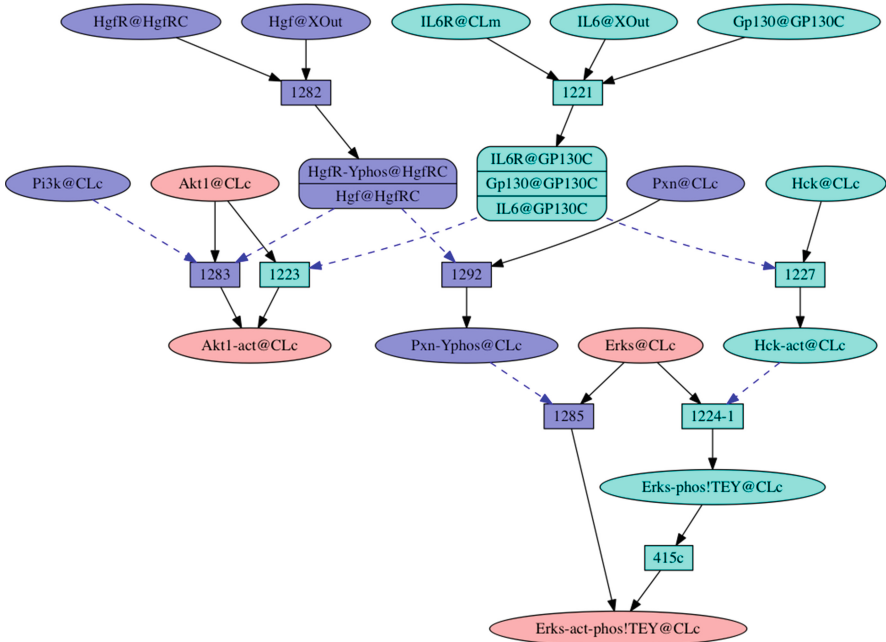 HgfR@HgfRC
Hgf@XOut
IL6R@CLm
IL6@XOut
Gp130@GP130C
1282
1221
Pi3k@CLc
Akt1@CLc
HgfR-Yphos@HgfRC
Hgf@HgfRC
IL6R@GP130C
Gp130@GP130C
IL6@GP130C
Pxn@CLc
Hck@CLc
1283
1223
1292
1227
Akt1-act@CLc
Pxn-Yphos@CLc
Erks@CLc
Hck-act@CLc
1285
1224-1
Erks-phos!TEY@CLc
415c
Erks-act-phos!TEY@CLc